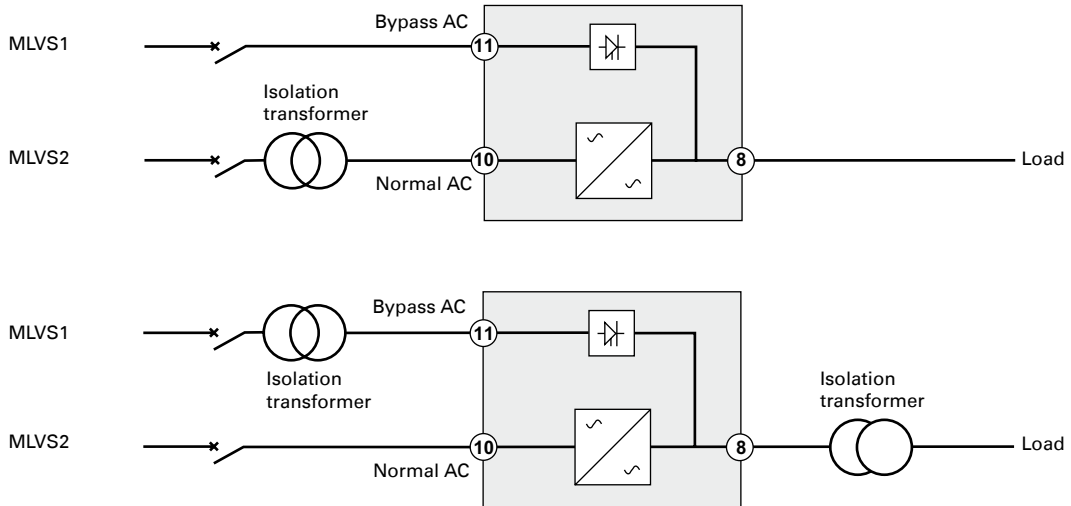 Bypass AC
MLVS1
11
Isolation
transformer
MLVS2
10
8
Load
Normal AC
Bypass AC
MLVS1
11
Isolation
transformer
Isolation
transformer
MLVS2
10
8
Load
Normal AC